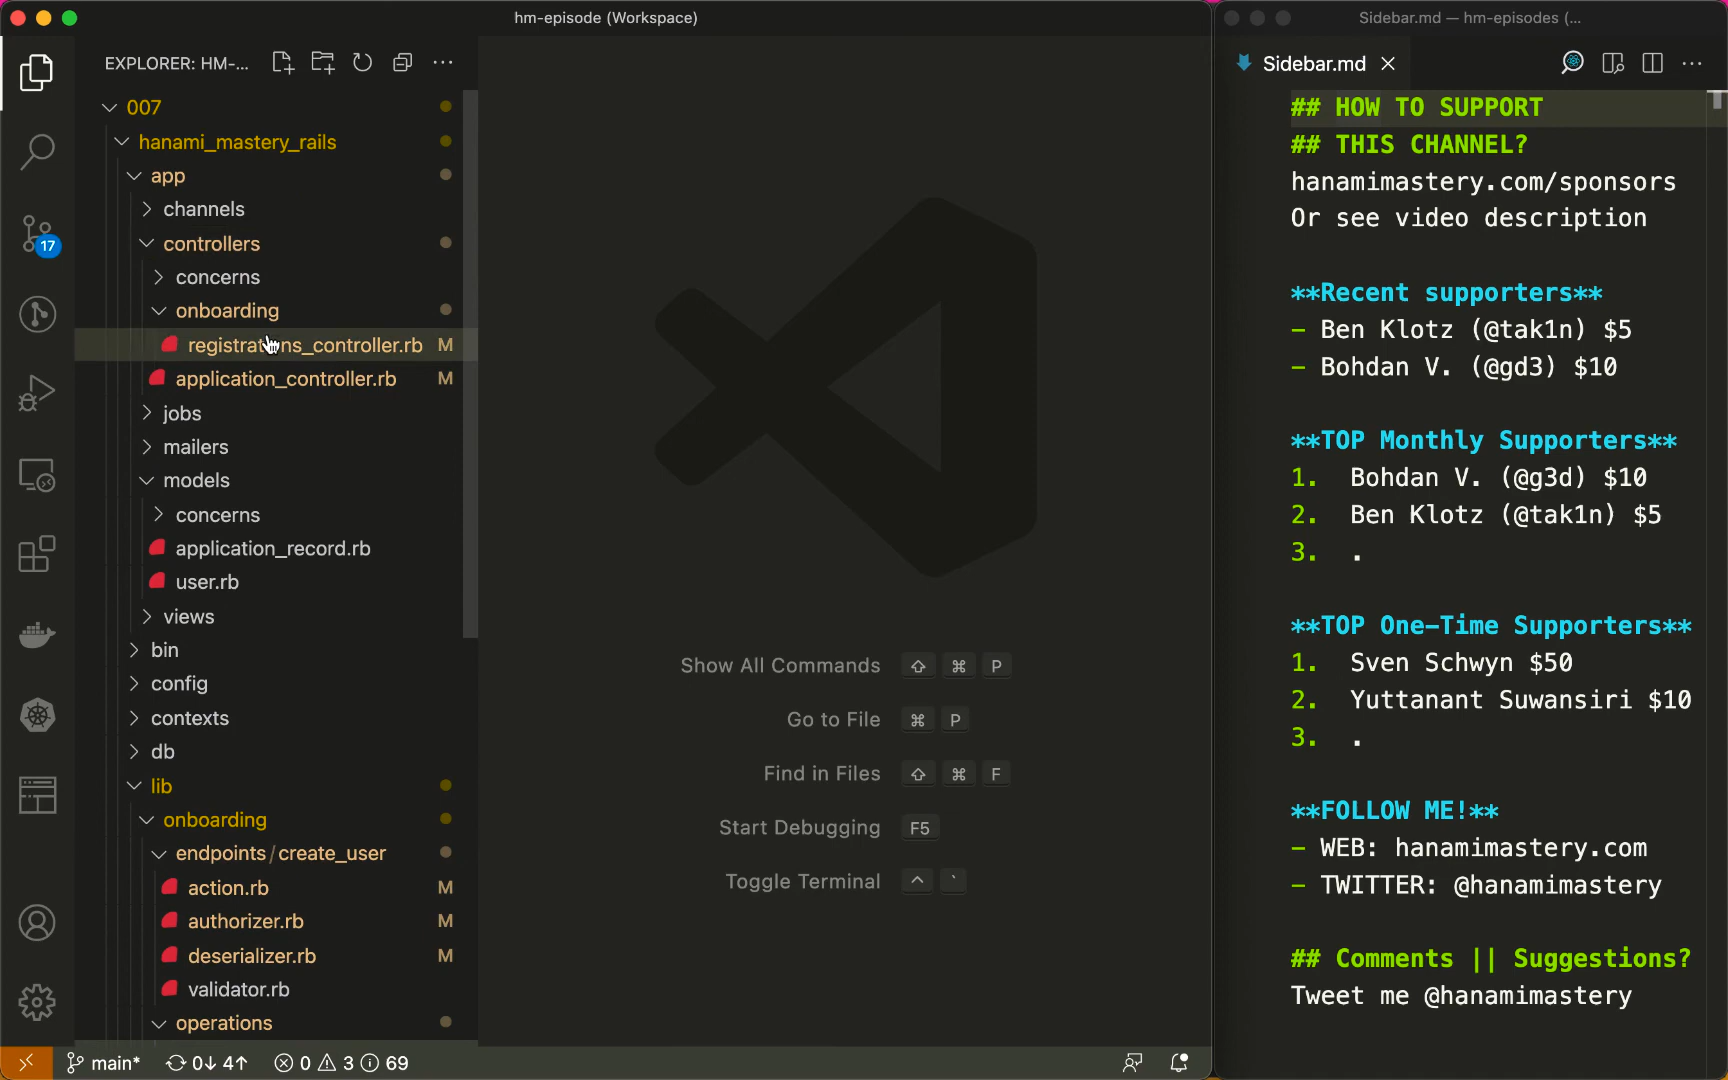 hm-episode (Workspace)
EXPLORER: HM-...
007
hanami_mastery_rails
app
channels
controllers
concerns
onboarding
registrations_controller.rb M
application_controller.rb M
jobs
mailers
models
concerns
application_record.rb
user.rb
views
bin
config
contexts
db
lib
onboarding
endpoints / create_user
action.rb M
authorizer.rb M
deserializer.rb M
validator.rb
operations
17
Show All Commands ⇧ ⌘ P
Go to File ⌘ P
Find in Files ⇧ ⌘ F
Start Debugging F5
Toggle Terminal ^ `
main* 0↓ 4↑ 0 3 69
Sidebar.md — hm-episodes (...
Sidebar.md
## HOW TO SUPPORT
## THIS CHANNEL?
hanamimastery.com/sponsors
Or see video description
**Recent supporters**
- Ben Klotz (@tak1n) $5
- Bohdan V. (@gd3) $10
**TOP Monthly Supporters**
1. Bohdan V. (@g3d) $10
2. Ben Klotz (@tak1n) $5
3. .
**TOP One-Time Supporters**
1. Sven Schwyn $50
2. Yuttanant Suwansiri $10
3. .
**FOLLOW ME!**
- WEB: hanamimastery.com
- TWITTER: @hanamimastery
## Comments || Suggestions?
Tweet me @hanamimastery